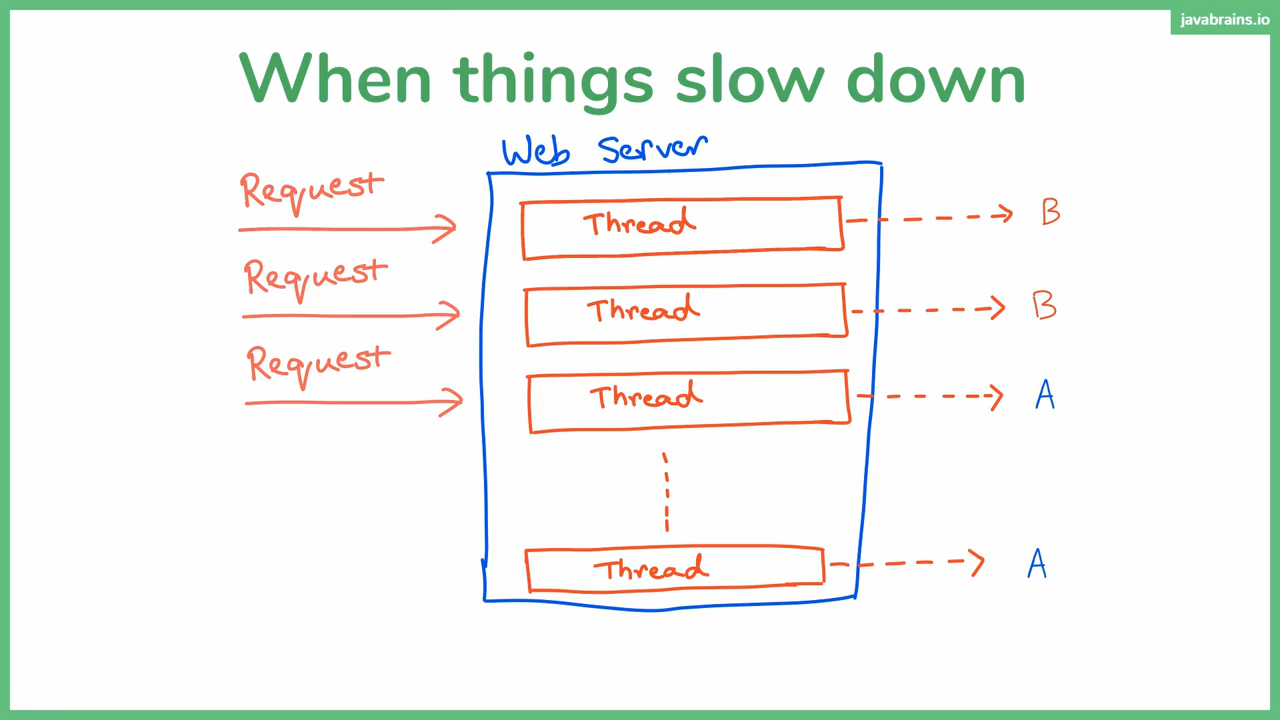 javabrains.io
When things slow down
Web Server
Request
Thread
B
Request
Thread
B
Request
Thread
A
Thread
A